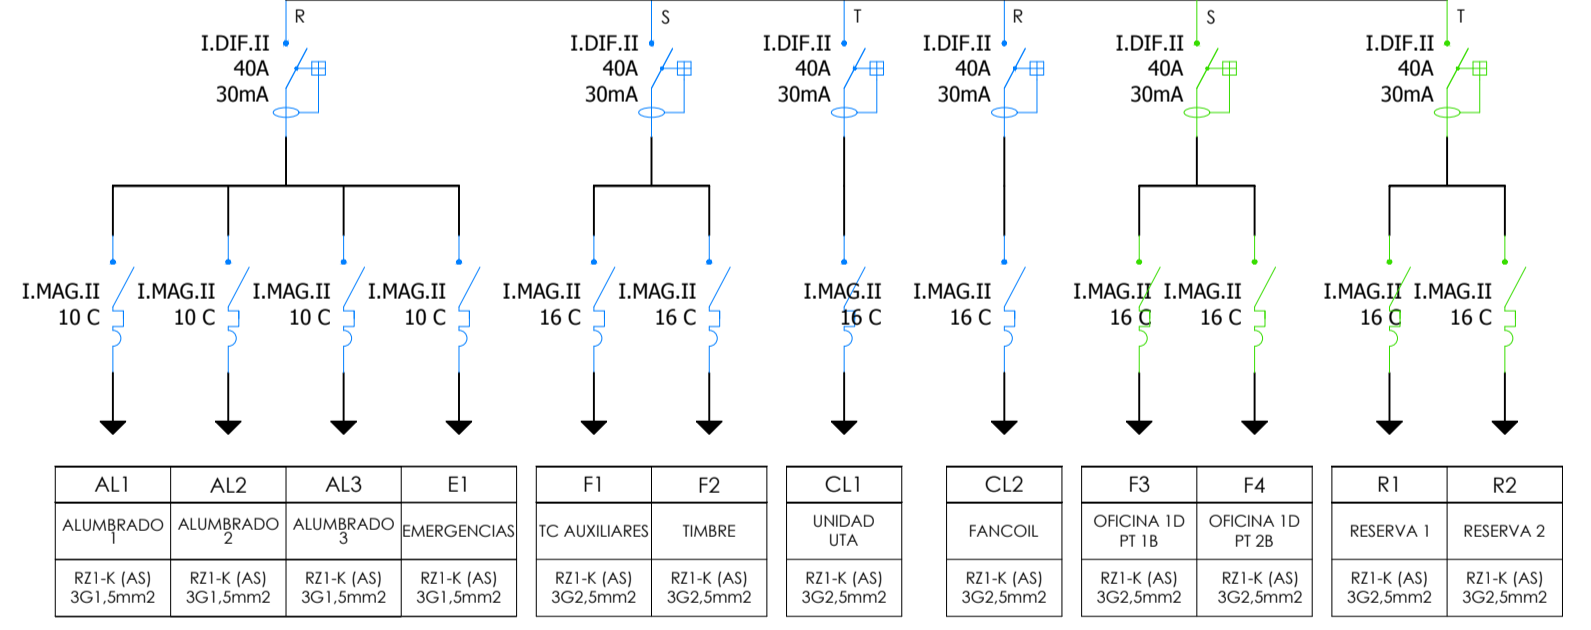 R S T R S T
I.DIF.II I.DIF.II I.DIF.II I.DIF.II I.DIF.II I.DIF.II
40A 40A 40A 40A 40A 40A
30mA 30mA 30mA 30mA 30mA 30mA
I.MAG.II I.MAG.II I.MAG.II I.MAG.II I.MAG.II I.MAG.II I.MAG.II I.MAG.II I.MAG.II I.MAG.II I.MAG.II I.MAG.II
10 C 10 C 10 C 10 C 16 C 16 C 16 C 16 C 16 C 16 C 16 C 16 C
AL1 AL2 AL3 E1 F1 F2 CL1 CL2 F3 F4 R1 R2
ALUMBRADO
1
ALUMBRADO
2
ALUMBRADO
3
EMERGENCIAS
TC AUXILIARES
TIMBRE
UNIDAD
UTA
FANCOIL
OFICINA 1D
PT 1B
OFICINA 1D
PT 2B
RESERVA 1
RESERVA 2
RZ1-K (AS) RZ1-K (AS) RZ1-K (AS) RZ1-K (AS) RZ1-K (AS) RZ1-K (AS) RZ1-K (AS) RZ1-K (AS) RZ1-K (AS) RZ1-K (AS) RZ1-K (AS) RZ1-K (AS)
3G1,5mm2 3G1,5mm2 3G1,5mm2 3G1,5mm2 3G2,5mm2 3G2,5mm2 3G2,5mm2 3G2,5mm2 3G2,5mm2 3G2,5mm2 3G2,5mm2 3G2,5mm2